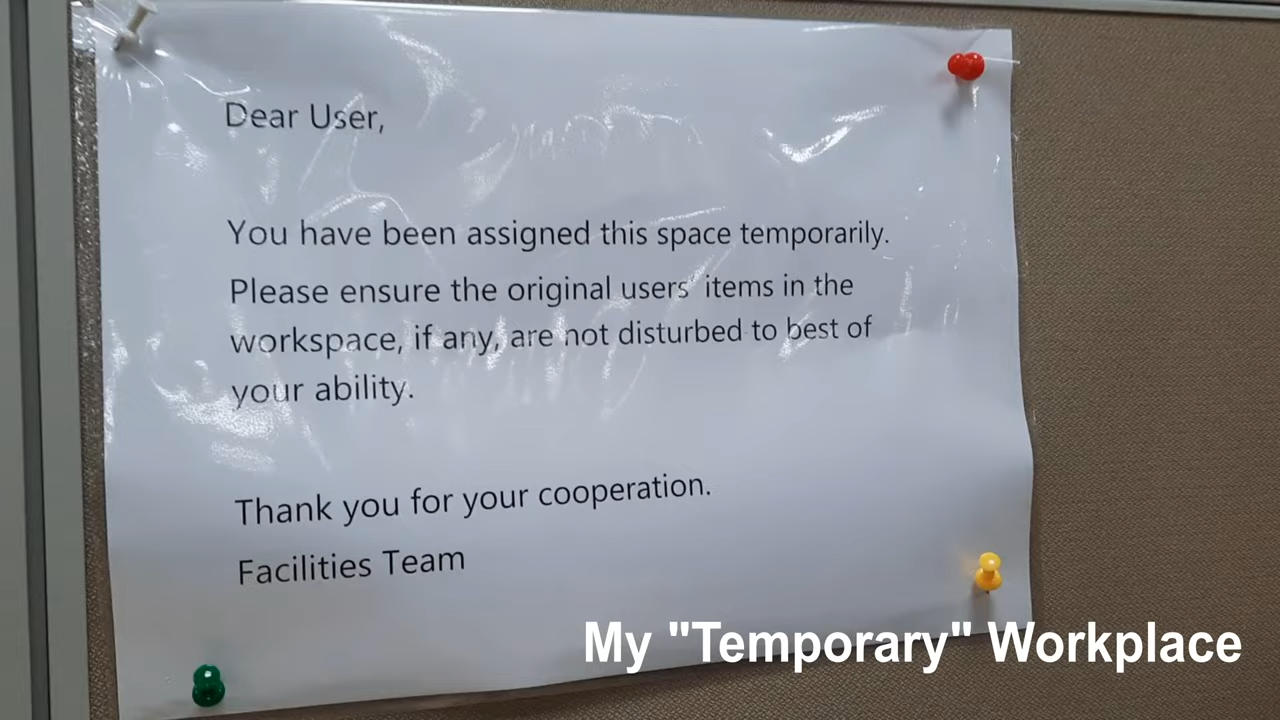 Dear User,
You have been assigned this space temporarily.
Please ensure the original users' items in the
workspace, if any, are not disturbed to best of
your ability.
Thank you for your cooperation.
Facilities Team
My "Temporary" Workplace